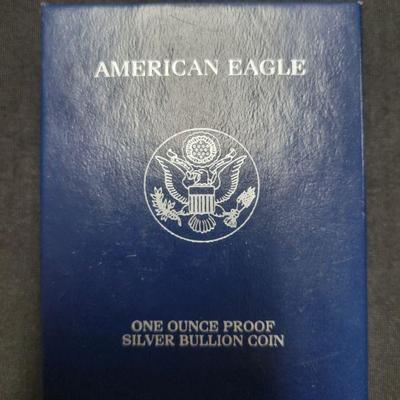 AMERICAN EAGLE
ONE OUNCE PROOF
SILVER BULLION COIN